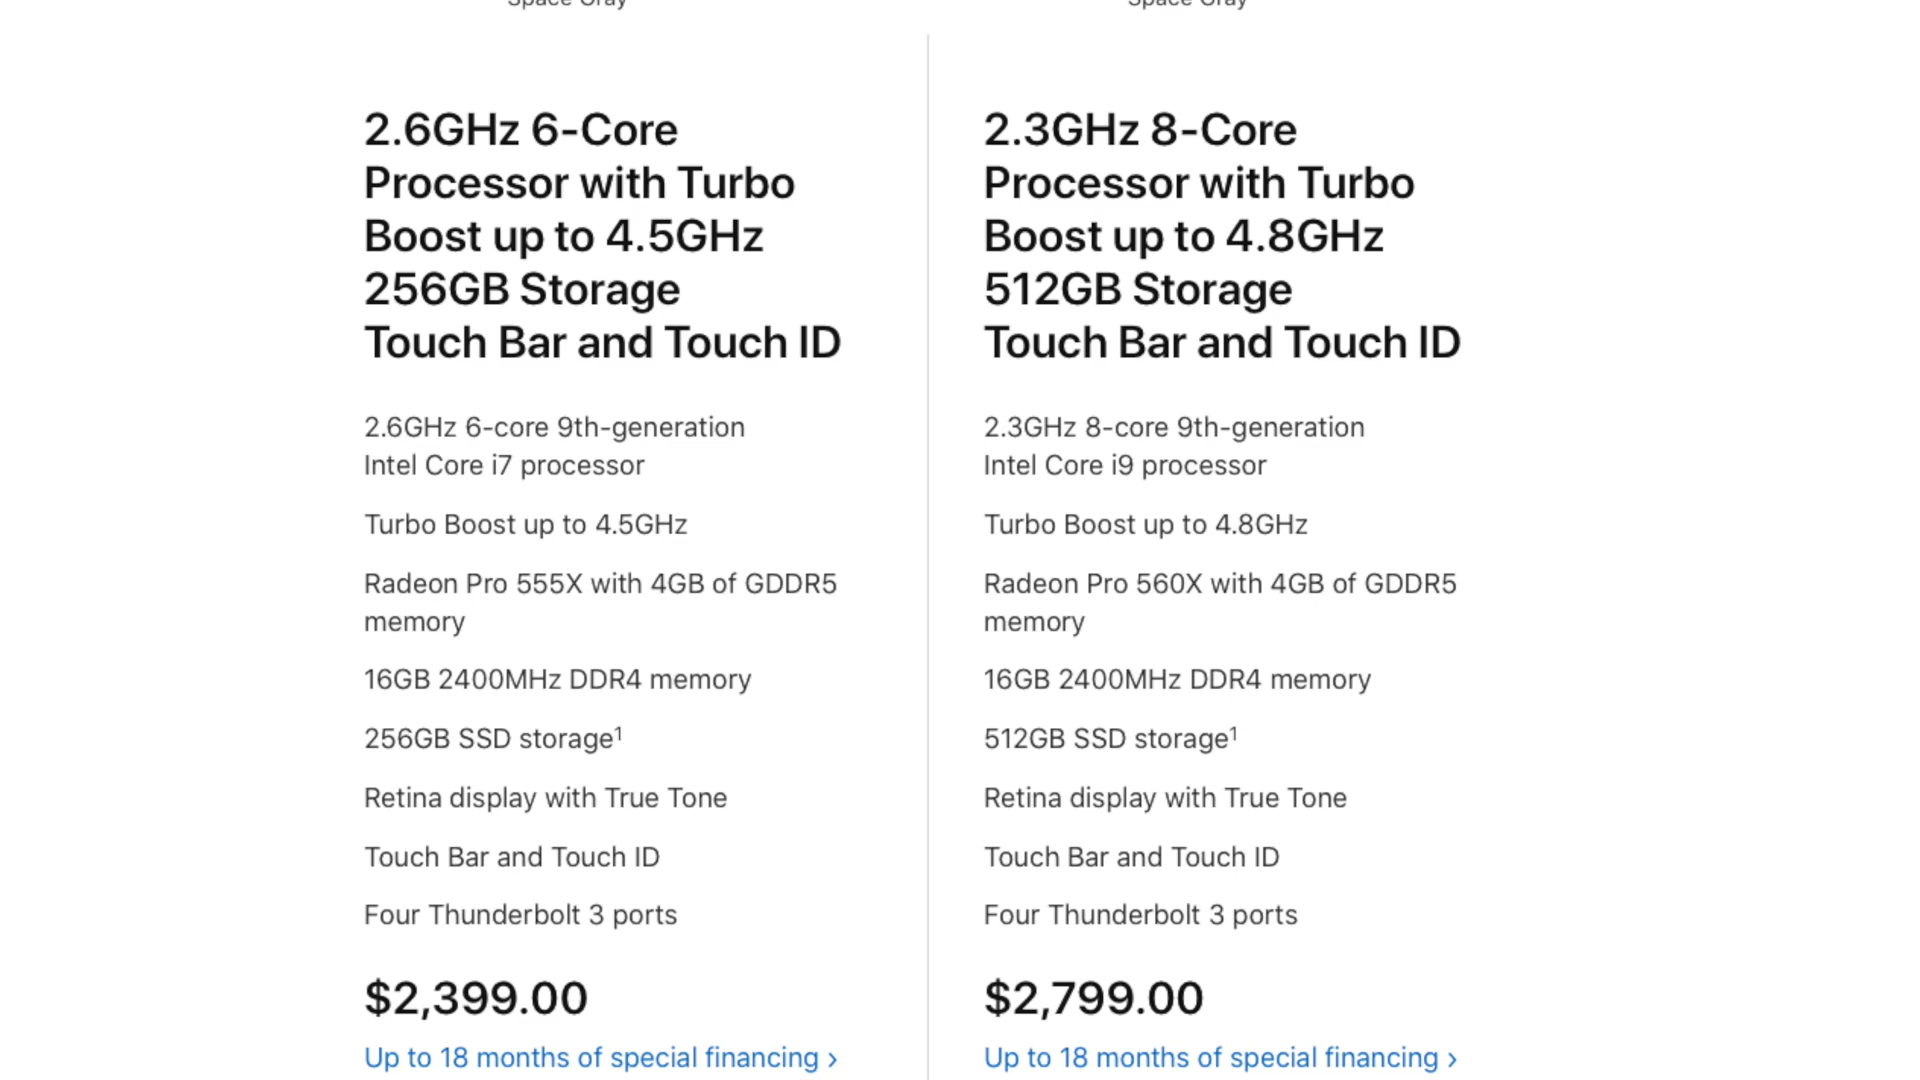 Space Gray
2.6GHz 6-Core
Processor with Turbo
Boost up to 4.5GHz
256GB Storage
Touch Bar and Touch ID
2.6GHz 6-core 9th-generation
Intel Core i7 processor
Turbo Boost up to 4.5GHz
Radeon Pro 555X with 4GB of GDDR5
memory
16GB 2400MHz DDR4 memory
256GB SSD storage¹
Retina display with True Tone
Touch Bar and Touch ID
Four Thunderbolt 3 ports
$2,399.00
Up to 18 months of special financing ›
Space Gray
2.3GHz 8-Core
Processor with Turbo
Boost up to 4.8GHz
512GB Storage
Touch Bar and Touch ID
2.3GHz 8-core 9th-generation
Intel Core i9 processor
Turbo Boost up to 4.8GHz
Radeon Pro 560X with 4GB of GDDR5
memory
16GB 2400MHz DDR4 memory
512GB SSD storage¹
Retina display with True Tone
Touch Bar and Touch ID
Four Thunderbolt 3 ports
$2,799.00
Up to 18 months of special financing ›